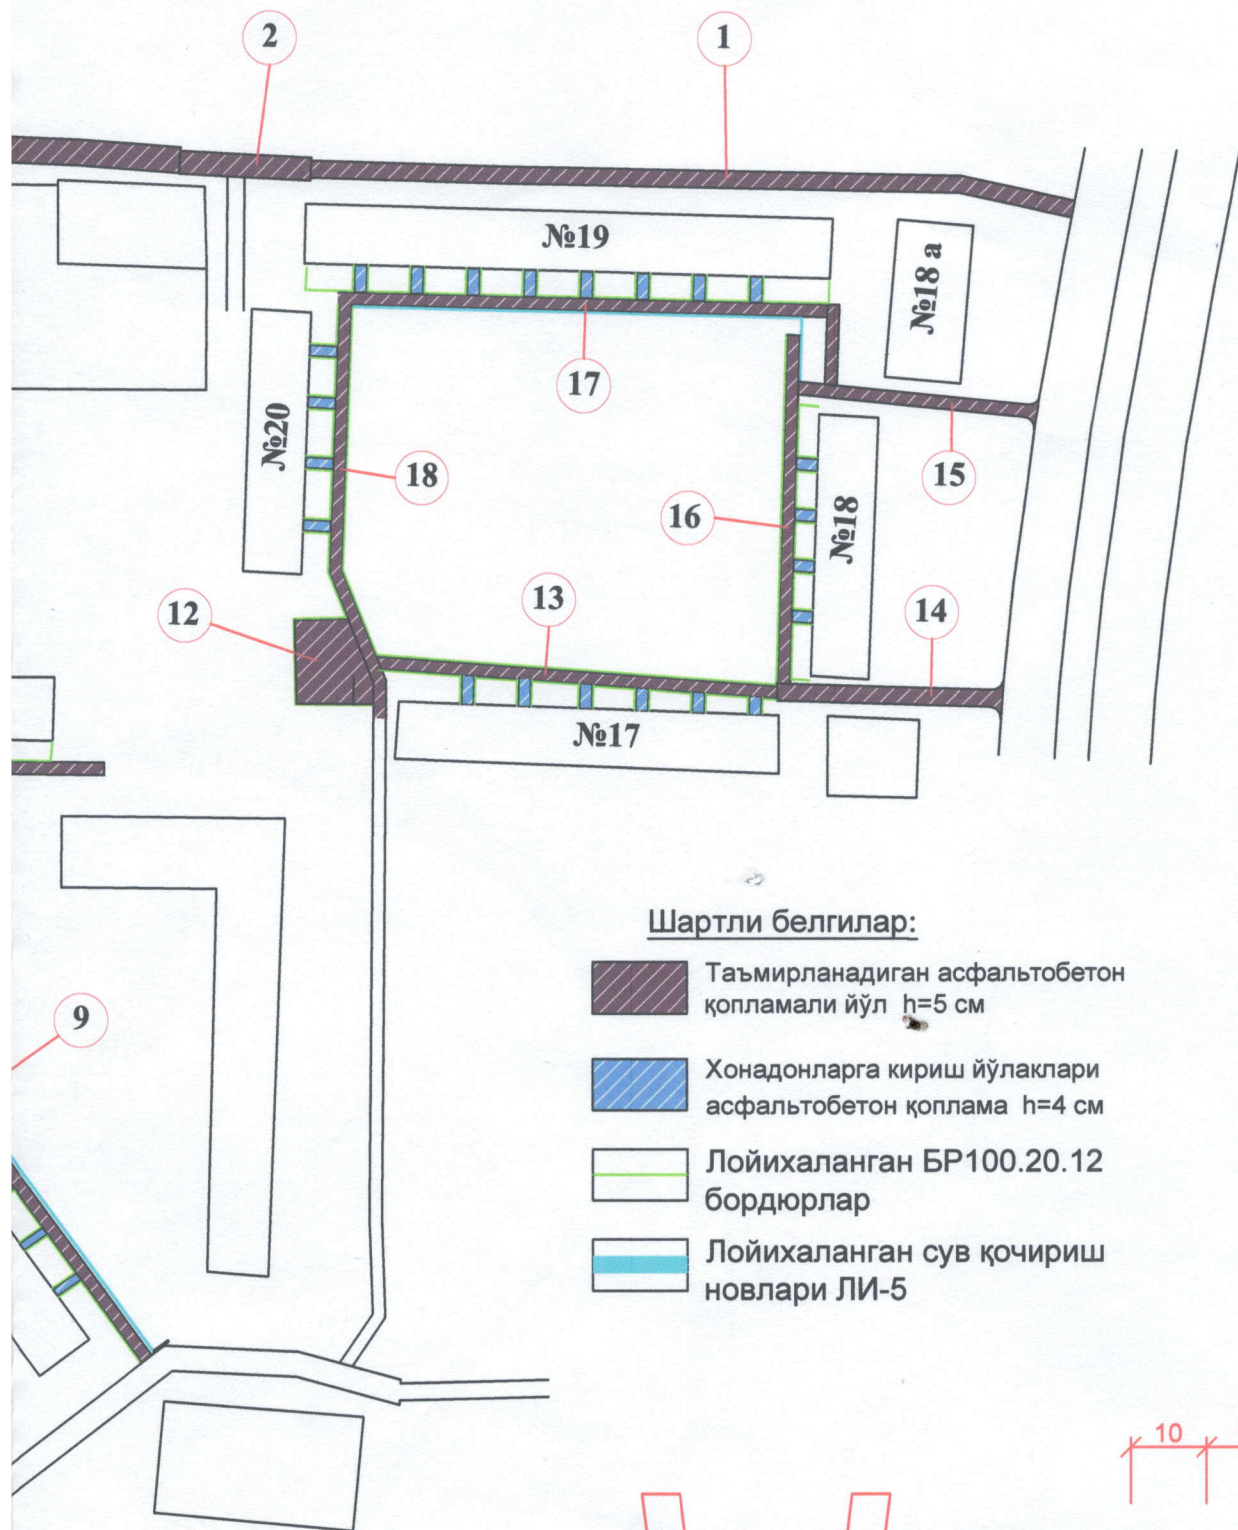 2
1
№19
№18 а
17
№20
18
15
16
№18
13
12
14
№17
Шартли белгилар:
Таъмирланадиган асфальтобетон
қопламали йўл h=5 см
9
Хонадонларга кириш йўлаклари
асфальтобетон қоплама h=4 см
Лойихаланган БР100.20.12
бордюрлар
Лойихаланган сув қочириш
новлари ЛИ-5
10